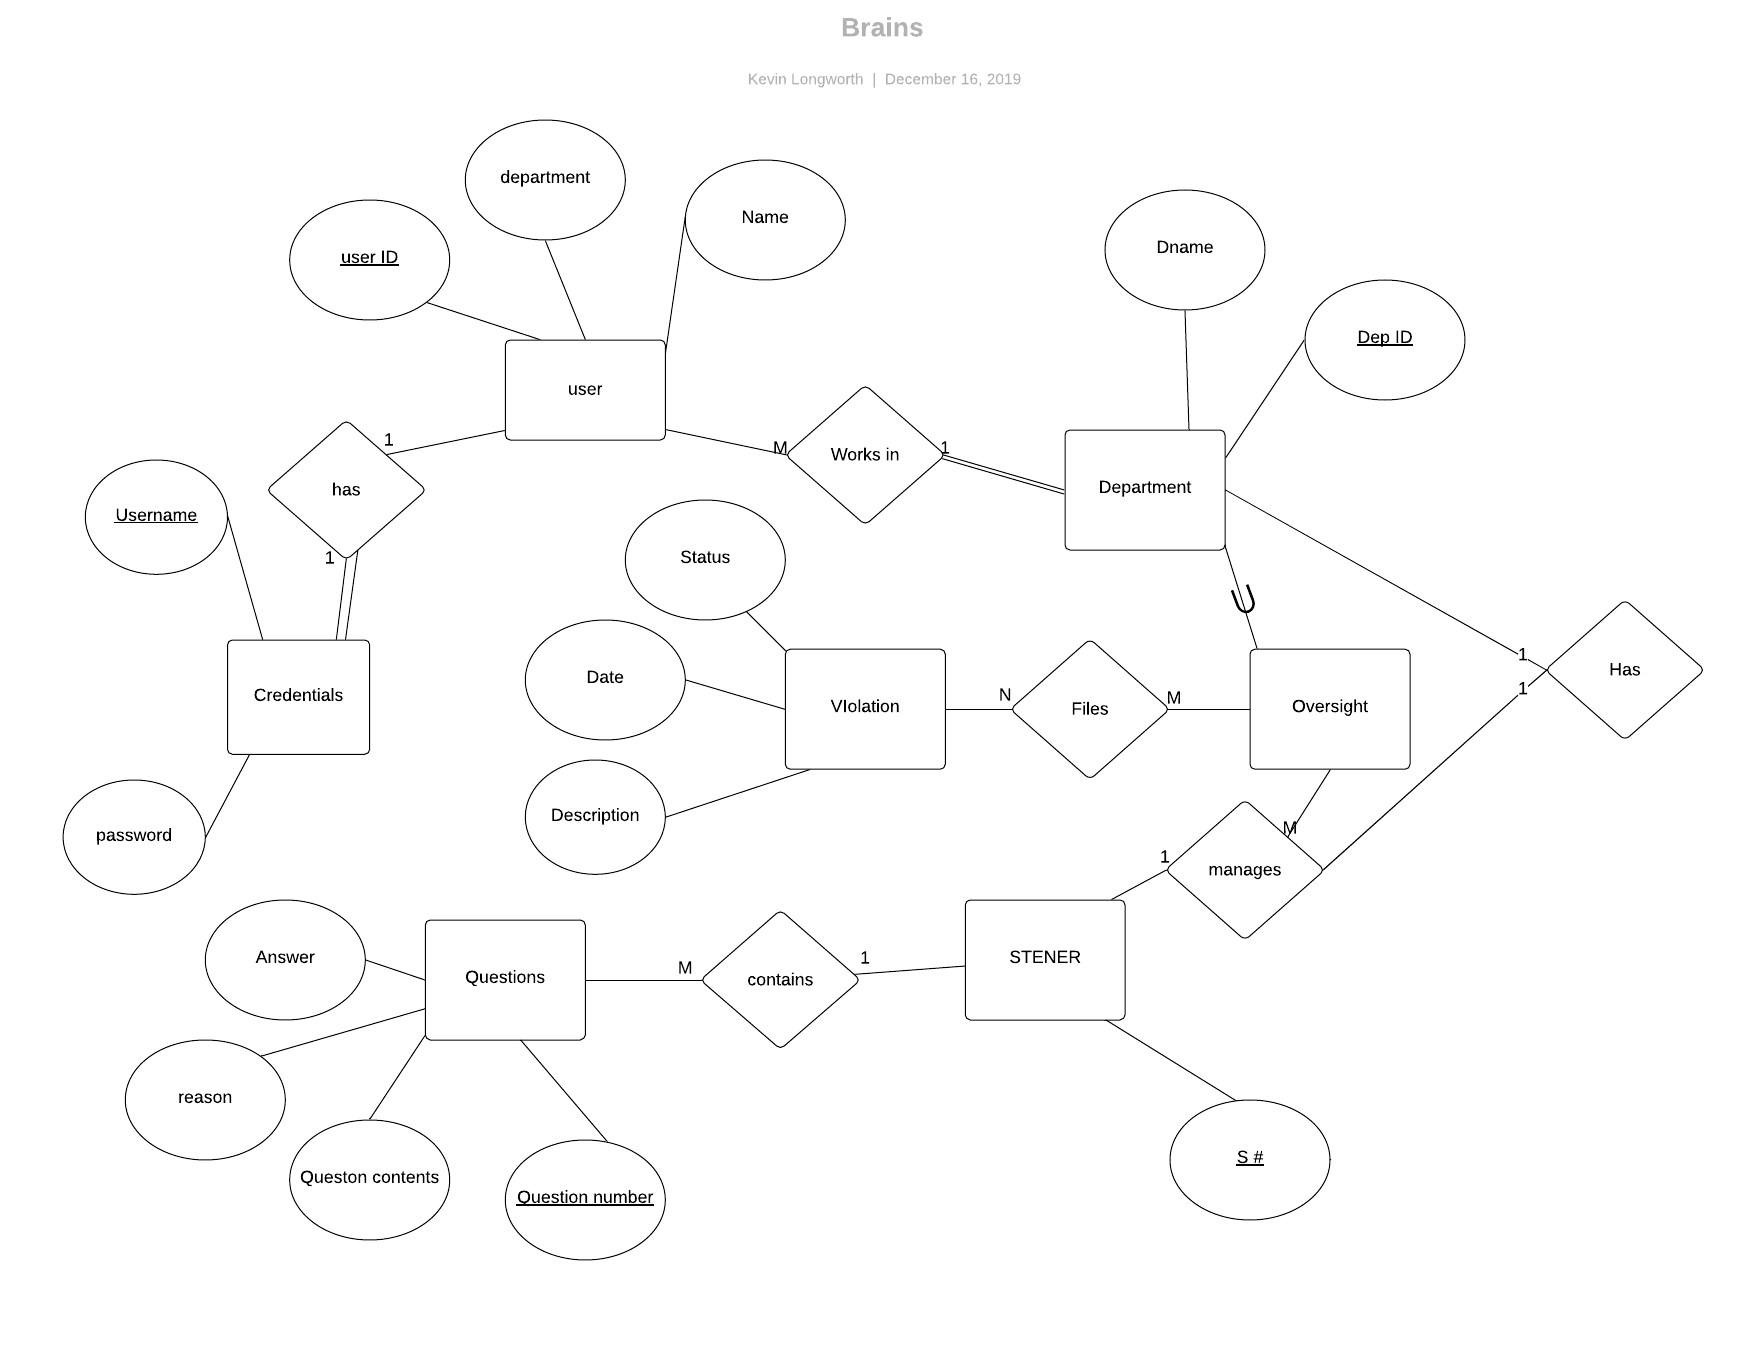 Brains
Kevin Longworth | December 16, 2019
department
Name
user ID
Dname
Dep ID
user
1
has
M
Works in
1
Department
Username
1
Status
Credentials
Date
VIolation
N
Files
M
Oversight
1
1
Has
password
Description
M
1
manages
Answer
Questions
M
contains
1
STENER
reason
Queston contents
Question number
S #